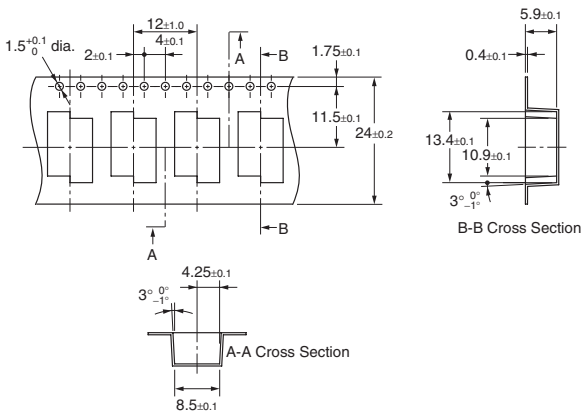 12±1.0
4±0.1
2±0.1
1.5 +0.1 0 dia.
A
B
1.75±0.1
11.5±0.1
24±0.2
A
B
5.9±0.1
0.4±0.1
13.4±0.1
10.9±0.1
3° 0° −1°
B-B Cross Section
4.25±0.1
3° 0° −1°
A-A Cross Section
8.5±0.1